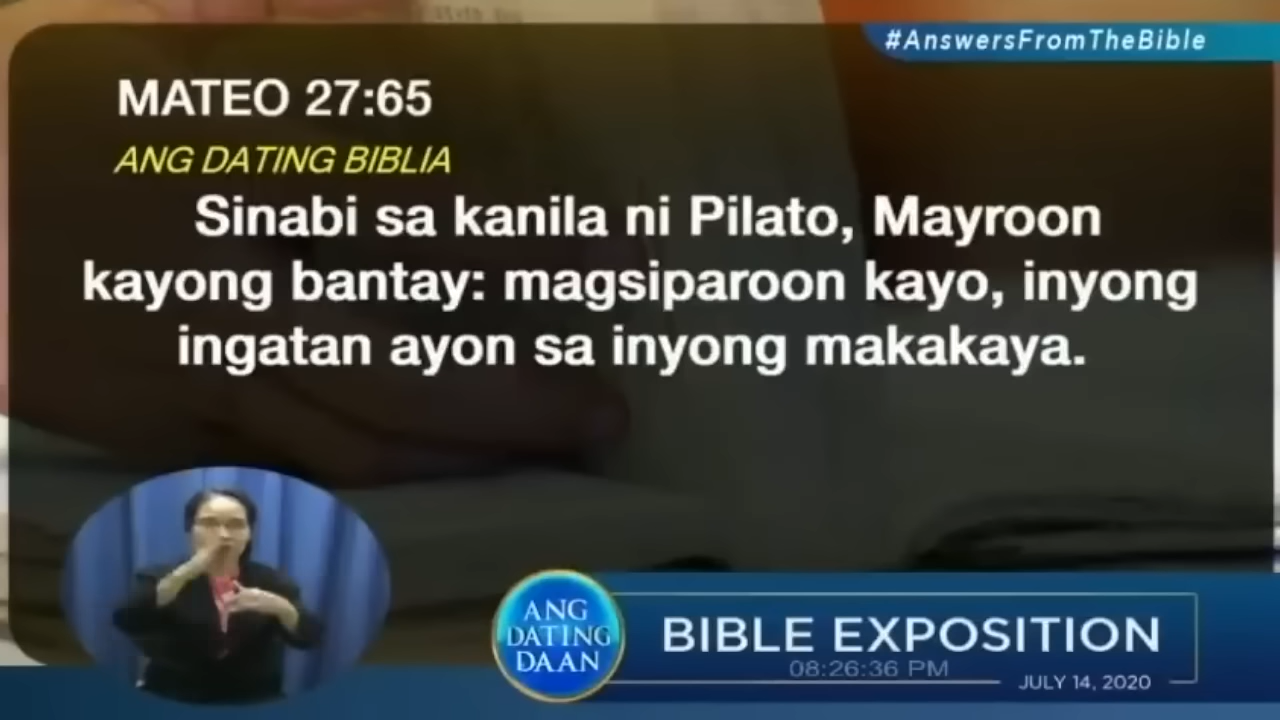 #AnswersFromTheBible
MATEO 27:65
ANG DATING BIBLIA
Sinabi sa kanila ni Pilato, Mayroon
kayong bantay: magsiparoon kayo, inyong
ingatan ayon sa inyong makakaya.
ANG
DATING
DAAN
BIBLE EXPOSITION
08:26:36 PM
JULY 14, 2020